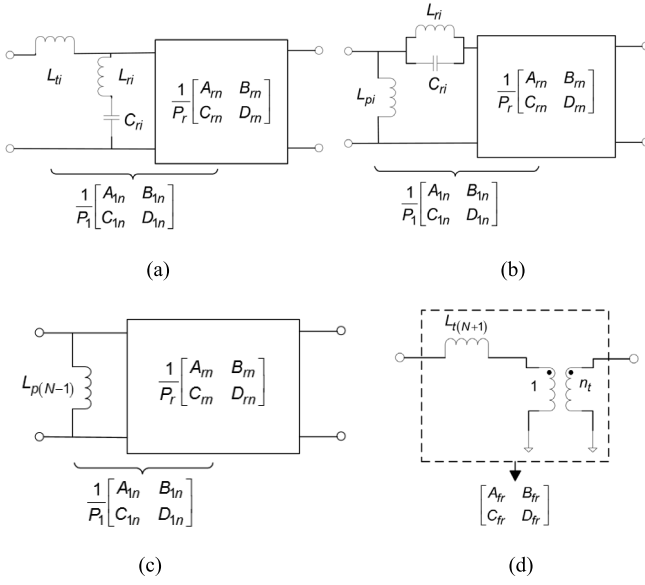 L_ti
L_ri
C_ri
1/P_r [A_rn B_rn
C_rn D_rn]
1/P_1 [A_1n B_1n
C_1n D_1n]
(a)
L_ri
C_ri
L_pi
1/P_r [A_rn B_rn
C_rn D_rn]
1/P_1 [A_1n B_1n
C_1n D_1n]
(b)
L_p(N−1)
1/P_r [A_rn B_rn
C_rn D_rn]
1/P_1 [A_1n B_1n
C_1n D_1n]
(c)
L_t(N+1)
1 n_t
[A_fr B_fr
C_fr D_fr]
(d)